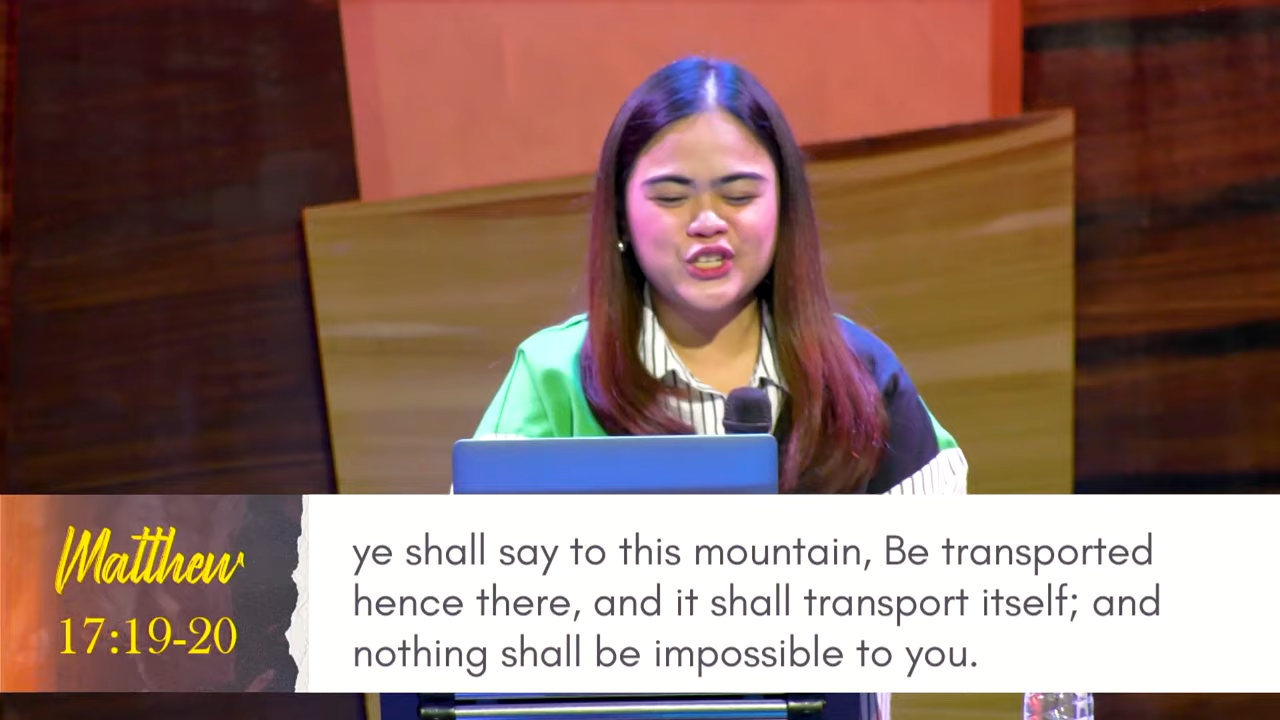 Matthew
17:19-20
ye shall say to this mountain, Be transported
hence there, and it shall transport itself; and
nothing shall be impossible to you.